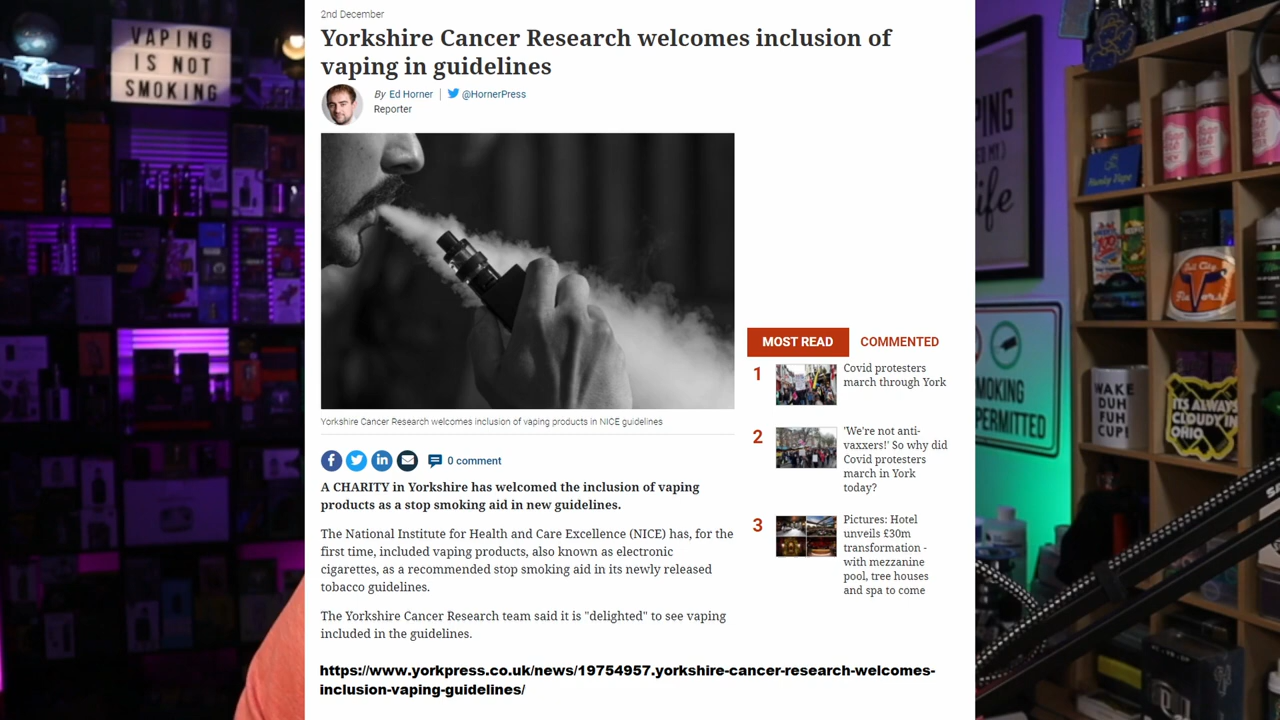 VAPING
IS NOT
SMOKING
2nd December
Yorkshire Cancer Research welcomes inclusion of
vaping in guidelines
By Ed Horner | @HornerPress
Reporter
Yorkshire Cancer Research welcomes inclusion of vaping products in NICE guidelines
0 comment
A CHARITY in Yorkshire has welcomed the inclusion of vaping
products as a stop smoking aid in new guidelines.
The National Institute for Health and Care Excellence (NICE) has, for the
first time, included vaping products, also known as electronic
cigarettes, as a recommended stop smoking aid in its newly released
tobacco guidelines.
The Yorkshire Cancer Research team said it is "delighted" to see vaping
included in the guidelines.
https://www.yorkpress.co.uk/news/19754957.yorkshire-cancer-research-welcomes-
inclusion-vaping-guidelines/
MOST READ
COMMENTED
1
Covid protesters
march through York
2
'We're not anti-
vaxxers!' So why did
Covid protesters
march in York
today?
3
Pictures: Hotel
unveils £30m
transformation -
with mezzanine
pool, tree houses
and spa to come
PING
Life
MOKING
PERMITTED
WAKE
DUH
FUH
CUP!
ITS ALWAYS
CLOUDY IN
OHIO